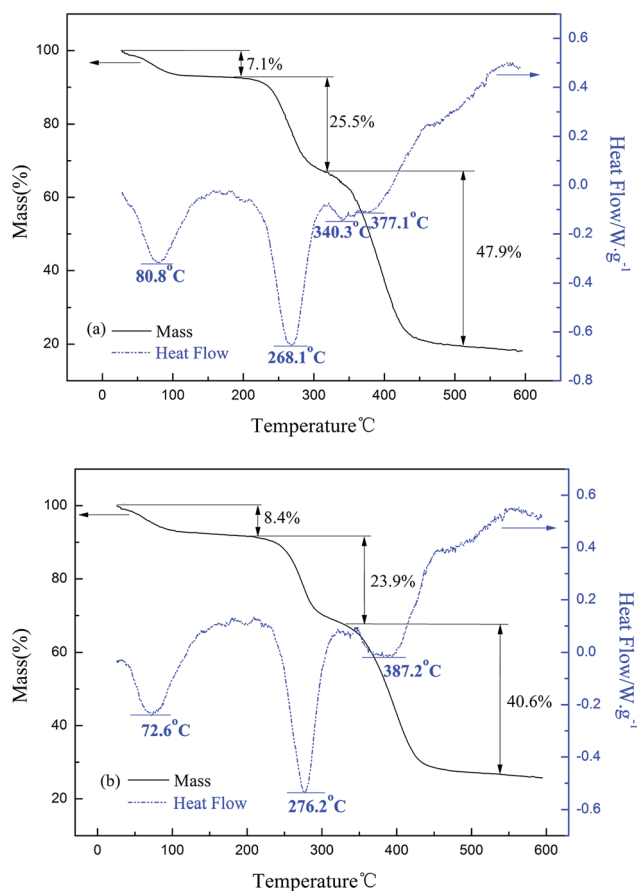 100
80
60
40
20
Mass(%)
7.1%
25.5%
47.9%
80.8°C
268.1°C
340.3°C
377.1°C
(a)
Mass
Heat Flow
0.6
0.4
0.2
0.0
-0.2
-0.4
-0.6
-0.8
Heat Flow/W.g-1
0 100 200 300 400 500 600
Temperature℃
100
80
60
40
20
Mass(%)
8.4%
23.9%
40.6%
72.6°C
276.2°C
387.2°C
(b)
Mass
Heat Flow
0.6
0.4
0.2
0.0
-0.2
-0.4
-0.6
Heat Flow/W.g-1
0 100 200 300 400 500 600
Temperature℃